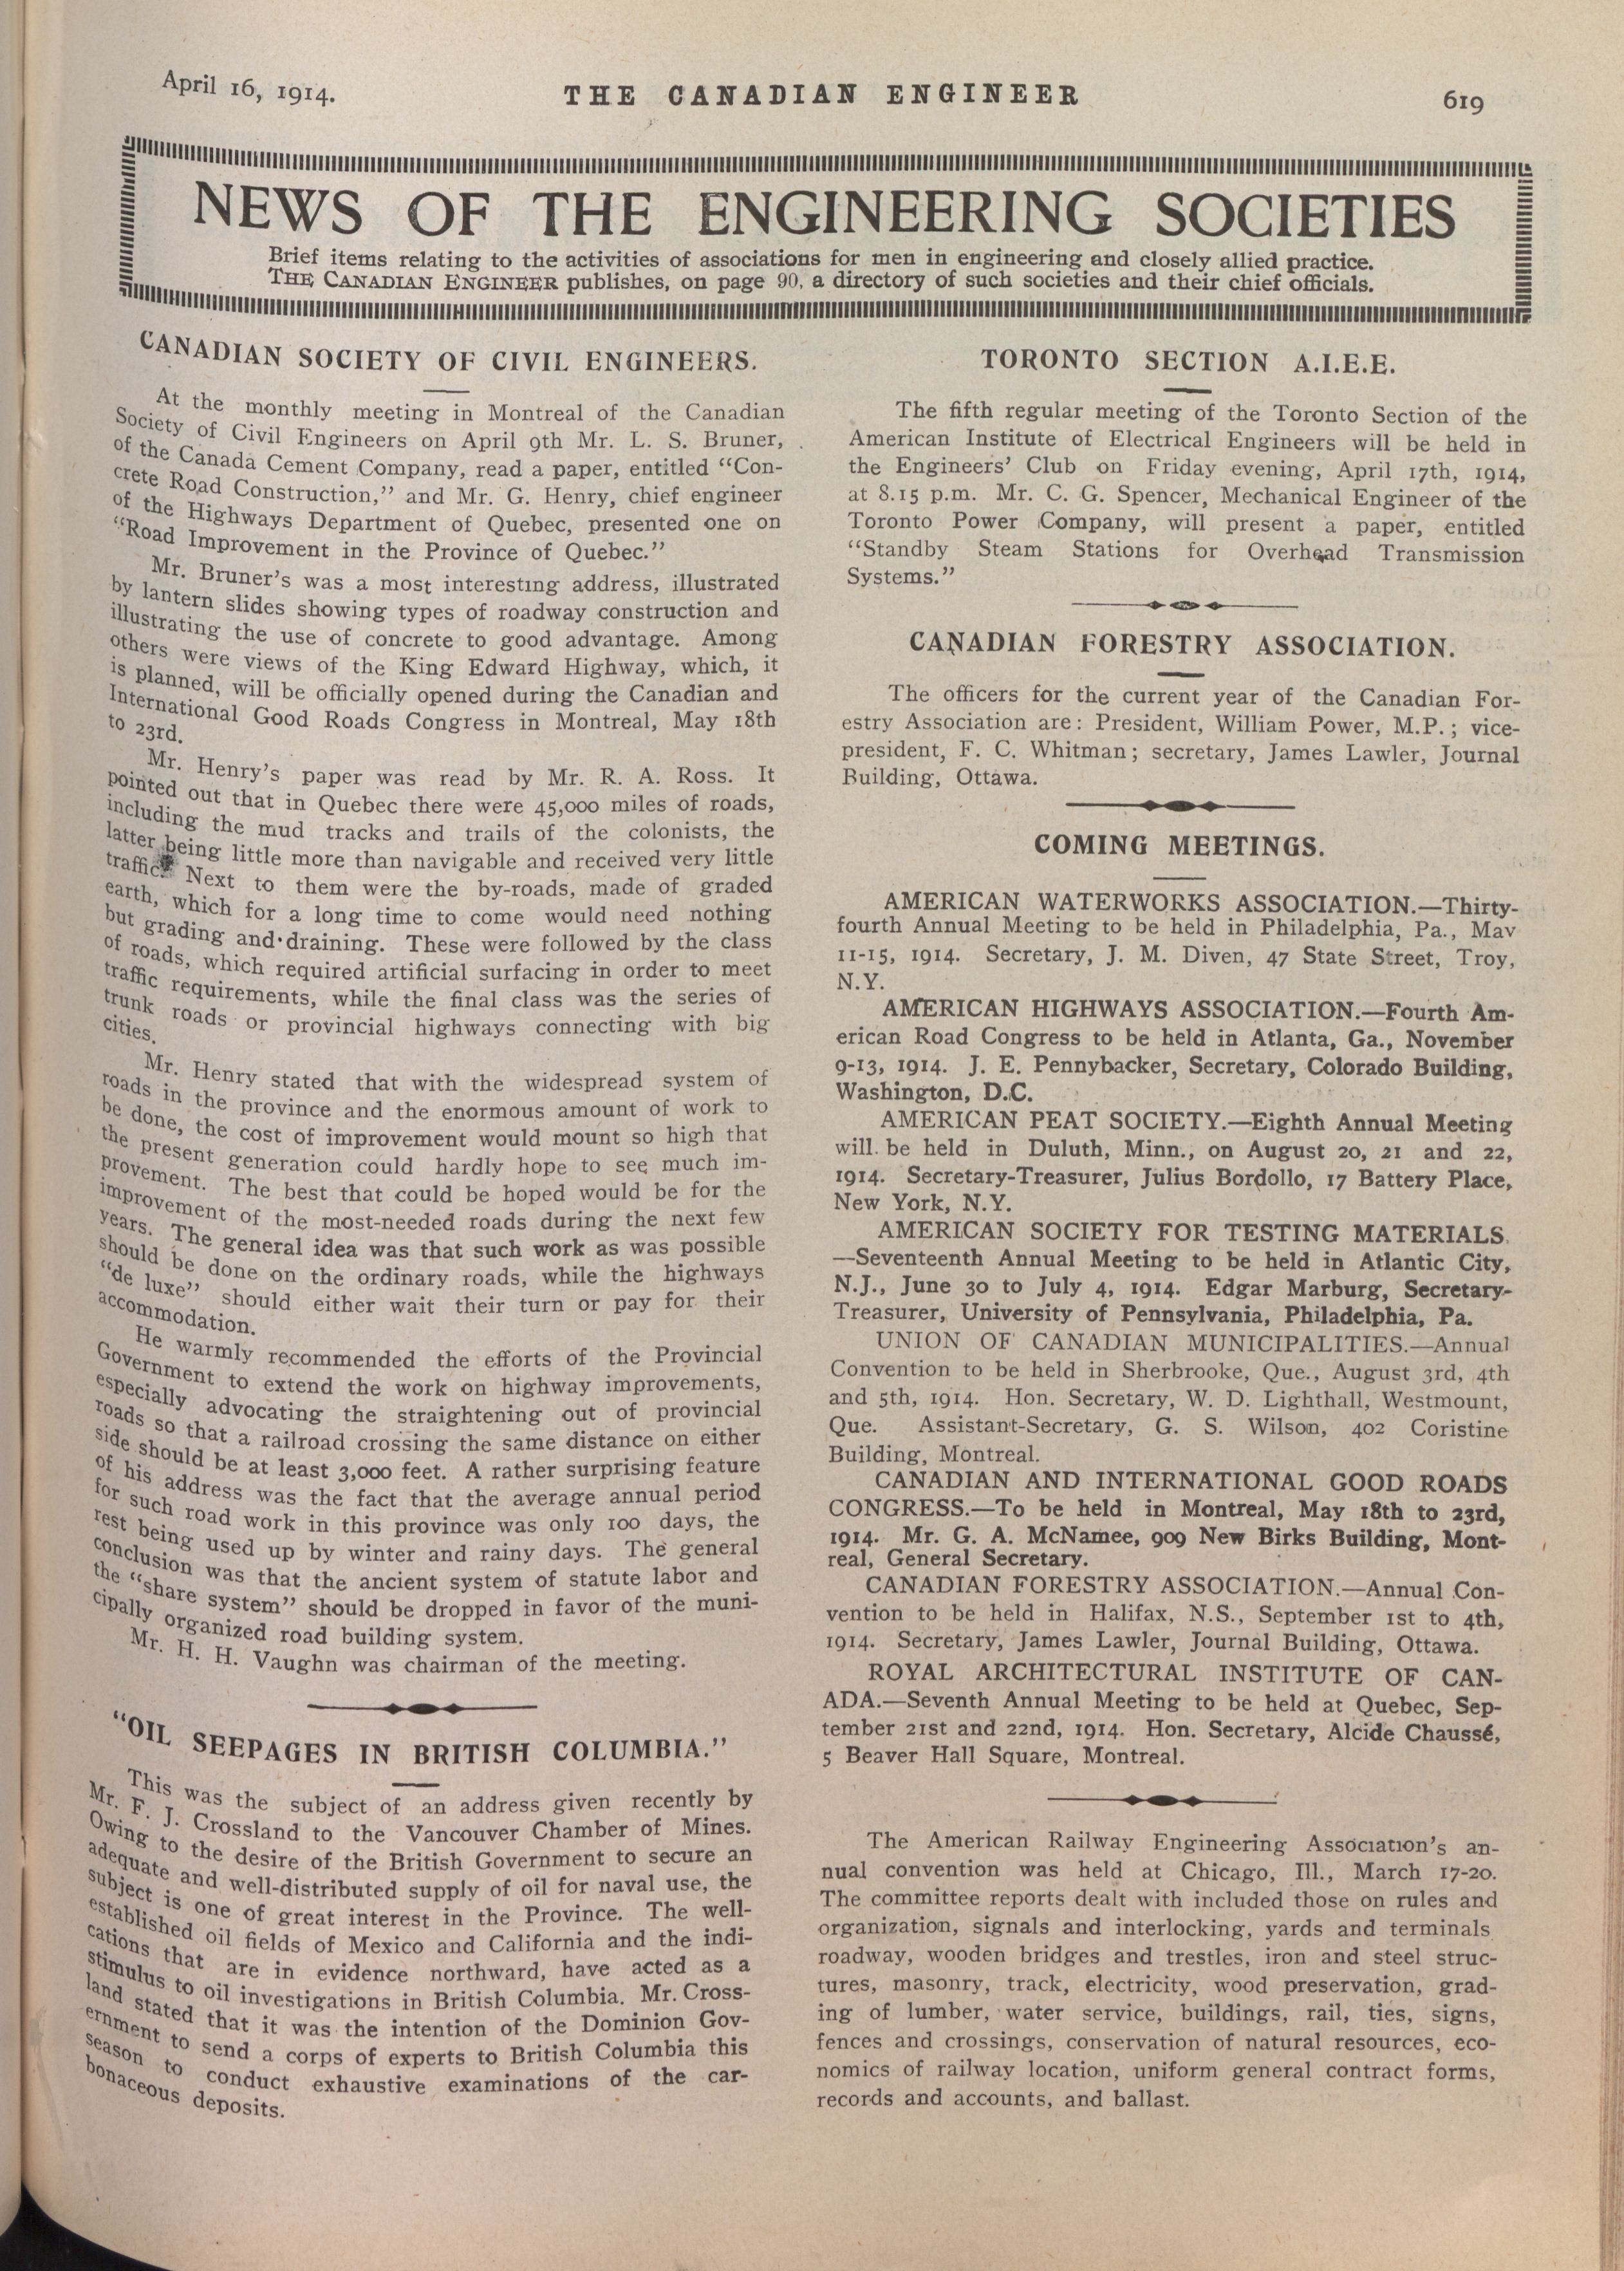 April 16, 1914.
THE CANADIAN ENGINEER
619
NEWS OF THE ENGINEERING SOCIETIES
Brief items relating to the activities of associations for men in engineering and closely allied practice.
THE CANADIAN ENGINEER publishes, on page 90, a directory of such societies and their chief officials.
CANADIAN SOCIETY OF CIVIL ENGINEERS.
At the monthly meeting in Montreal of the Canadian
Society of Civil Engineers on April 9th Mr. L. S. Bruner,
of the Canada Cement Company, read a paper, entitled “Con-
crete Road Construction,” and Mr. G. Henry, chief engineer
of the Highways Department of Quebec, presented one on
“Road Improvement in the Province of Quebec.”
Mr. Bruner’s was a most interesting address, illustrated
by lantern slides showing types of roadway construction and
illustrating the use of concrete to good advantage. Among
others were views of the King Edward Highway, which, it
is planned, will be officially opened during the Canadian and
International Good Roads Congress in Montreal, May 18th
to 23rd.
Mr. Henry’s paper was read by Mr. R. A. Ross. It
pointed out that in Quebec there were 45,000 miles of roads,
including the mud tracks and trails of the colonists, the
latter being little more than navigable and received very little
traffic. Next to them were the by-roads, made of graded
earth, which for a long time to come would need nothing
but grading and draining. These were followed by the class
of roads, which required artificial surfacing in order to meet
traffic requirements, while the final class was the series of
trunk roads or provincial highways connecting with big
cities.
Mr. Henry stated that with the widespread system of
roads in the province and the enormous amount of work to
be done, the cost of improvement would mount so high that
the present generation could hardly hope to see much im-
provement. The best that could be hoped would be for the
improvement of the most-needed roads during the next few
years. The general idea was that such work as was possible
should be done on the ordinary roads, while the highways
“de luxe” should either wait their turn or pay for their
accommodation.
He warmly recommended the efforts of the Provincial
Government to extend the work on highway improvements,
especially advocating the straightening out of provincial
roads so that a railroad crossing the same distance on either
side should be at least 3,000 feet. A rather surprising feature
of his address was the fact that the average annual period
for such road work in this province was only 100 days, the
rest being used up by winter and rainy days. The general
conclusion was that the ancient system of statute labor and
the “share system” should be dropped in favor of the muni-
cipally organized road building system.
Mr. H. H. Vaughn was chairman of the meeting.
“OIL SEEPAGES IN BRITISH COLUMBIA.”
This was the subject of an address given recently by
Mr. F. J. Crossland to the Vancouver Chamber of Mines.
Owing to the desire of the British Government to secure an
adequate and well-distributed supply of oil for naval use, the
subject is one of great interest in the Province. The well-
established oil fields of Mexico and California and the indi-
cations that are in evidence northward, have acted as a
stimulus to oil investigations in British Columbia. Mr. Cross-
land stated that it was the intention of the Dominion Gov-
ernment to send a corps of experts to British Columbia this
season to conduct exhaustive examinations of the car-
bonaceous deposits.
TORONTO SECTION A.I.E.E.
The fifth regular meeting of the Toronto Section of the
American Institute of Electrical Engineers will be held in
the Engineers’ Club on Friday evening, April 17th, 1914,
at 8.15 p.m. Mr. C. G. Spencer, Mechanical Engineer of the
Toronto Power Company, will present a paper, entitled
“Standby Steam Stations for Overhead Transmission
Systems.”
CANADIAN FORESTRY ASSOCIATION.
The officers for the current year of the Canadian For-
estry Association are: President, William Power, M.P.; vice-
president, F. C. Whitman; secretary, James Lawler, Journal
Building, Ottawa.
COMING MEETINGS.
AMERICAN WATERWORKS ASSOCIATION.—Thirty-
fourth Annual Meeting to be held in Philadelphia, Pa., May
11-15, 1914. Secretary, J. M. Diven, 47 State Street, Troy,
N.Y.
AMERICAN HIGHWAYS ASSOCIATION.—Fourth Am-
erican Road Congress to be held in Atlanta, Ga., November
9-13, 1914. J. E. Pennybacker, Secretary, Colorado Building,
Washington, D.C.
AMERICAN PEAT SOCIETY.—Eighth Annual Meeting
will be held in Duluth, Minn., on August 20, 21 and 22,
1914. Secretary-Treasurer, Julius Bordollo, 17 Battery Place,
New York, N.Y.
AMERICAN SOCIETY FOR TESTING MATERIALS.
—Seventeenth Annual Meeting to be held in Atlantic City,
N.J., June 30 to July 4, 1914. Edgar Marburg, Secretary-
Treasurer, University of Pennsylvania, Philadelphia, Pa.
UNION OF CANADIAN MUNICIPALITIES.—Annual
Convention to be held in Sherbrooke, Que., August 3rd, 4th
and 5th, 1914. Hon. Secretary, W. D. Lighthall, Westmount,
Que. Assistant-Secretary, G. S. Wilson, 402 Coristine
Building, Montreal.
CANADIAN AND INTERNATIONAL GOOD ROADS
CONGRESS.—To be held in Montreal, May 18th to 23rd,
1914. Mr. G. A. McNamee, 909 New Birks Building, Mont-
real, General Secretary.
CANADIAN FORESTRY ASSOCIATION.—Annual Con-
vention to be held in Halifax, N.S., September 1st to 4th,
1914. Secretary, James Lawler, Journal Building, Ottawa.
ROYAL ARCHITECTURAL INSTITUTE OF CAN-
ADA.—Seventh Annual Meeting to be held at Quebec, Sep-
tember 21st and 22nd, 1914. Hon. Secretary, Alcide Chaussé,
5 Beaver Hall Square, Montreal.
The American Railway Engineering Association’s an-
nual convention was held at Chicago, Ill., March 17-20.
The committee reports dealt with included those on rules and
organization, signals and interlocking, yards and terminals
roadway, wooden bridges and trestles, iron and steel struc-
tures, masonry, track, electricity, wood preservation, grad-
ing of lumber, water service, buildings, rail, ties, signs,
fences and crossings, conservation of natural resources, eco-
nomics of railway location, uniform general contract forms,
records and accounts, and ballast.